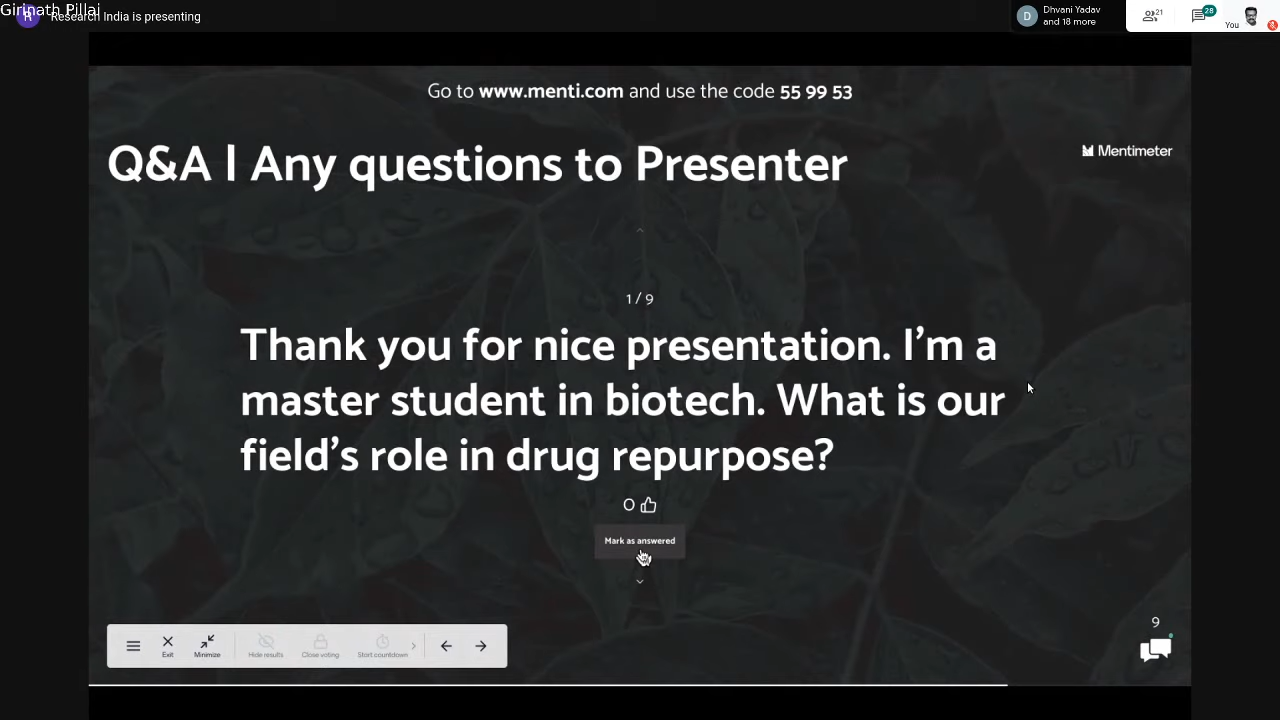 Girinath Pillai
R
Research India is presenting
D
Dhvani Yadav
and 18 more
21
28
You
Go to www.menti.com and use the code 55 99 53
Q&A | Any questions to Presenter
Mentimeter
1 / 9
Thank you for nice presentation. I'm a
master student in biotech. What is our
field's role in drug repurpose?
0
Mark as answered
9
Exit
Minimize
Hide results
Close voting
Start countdown